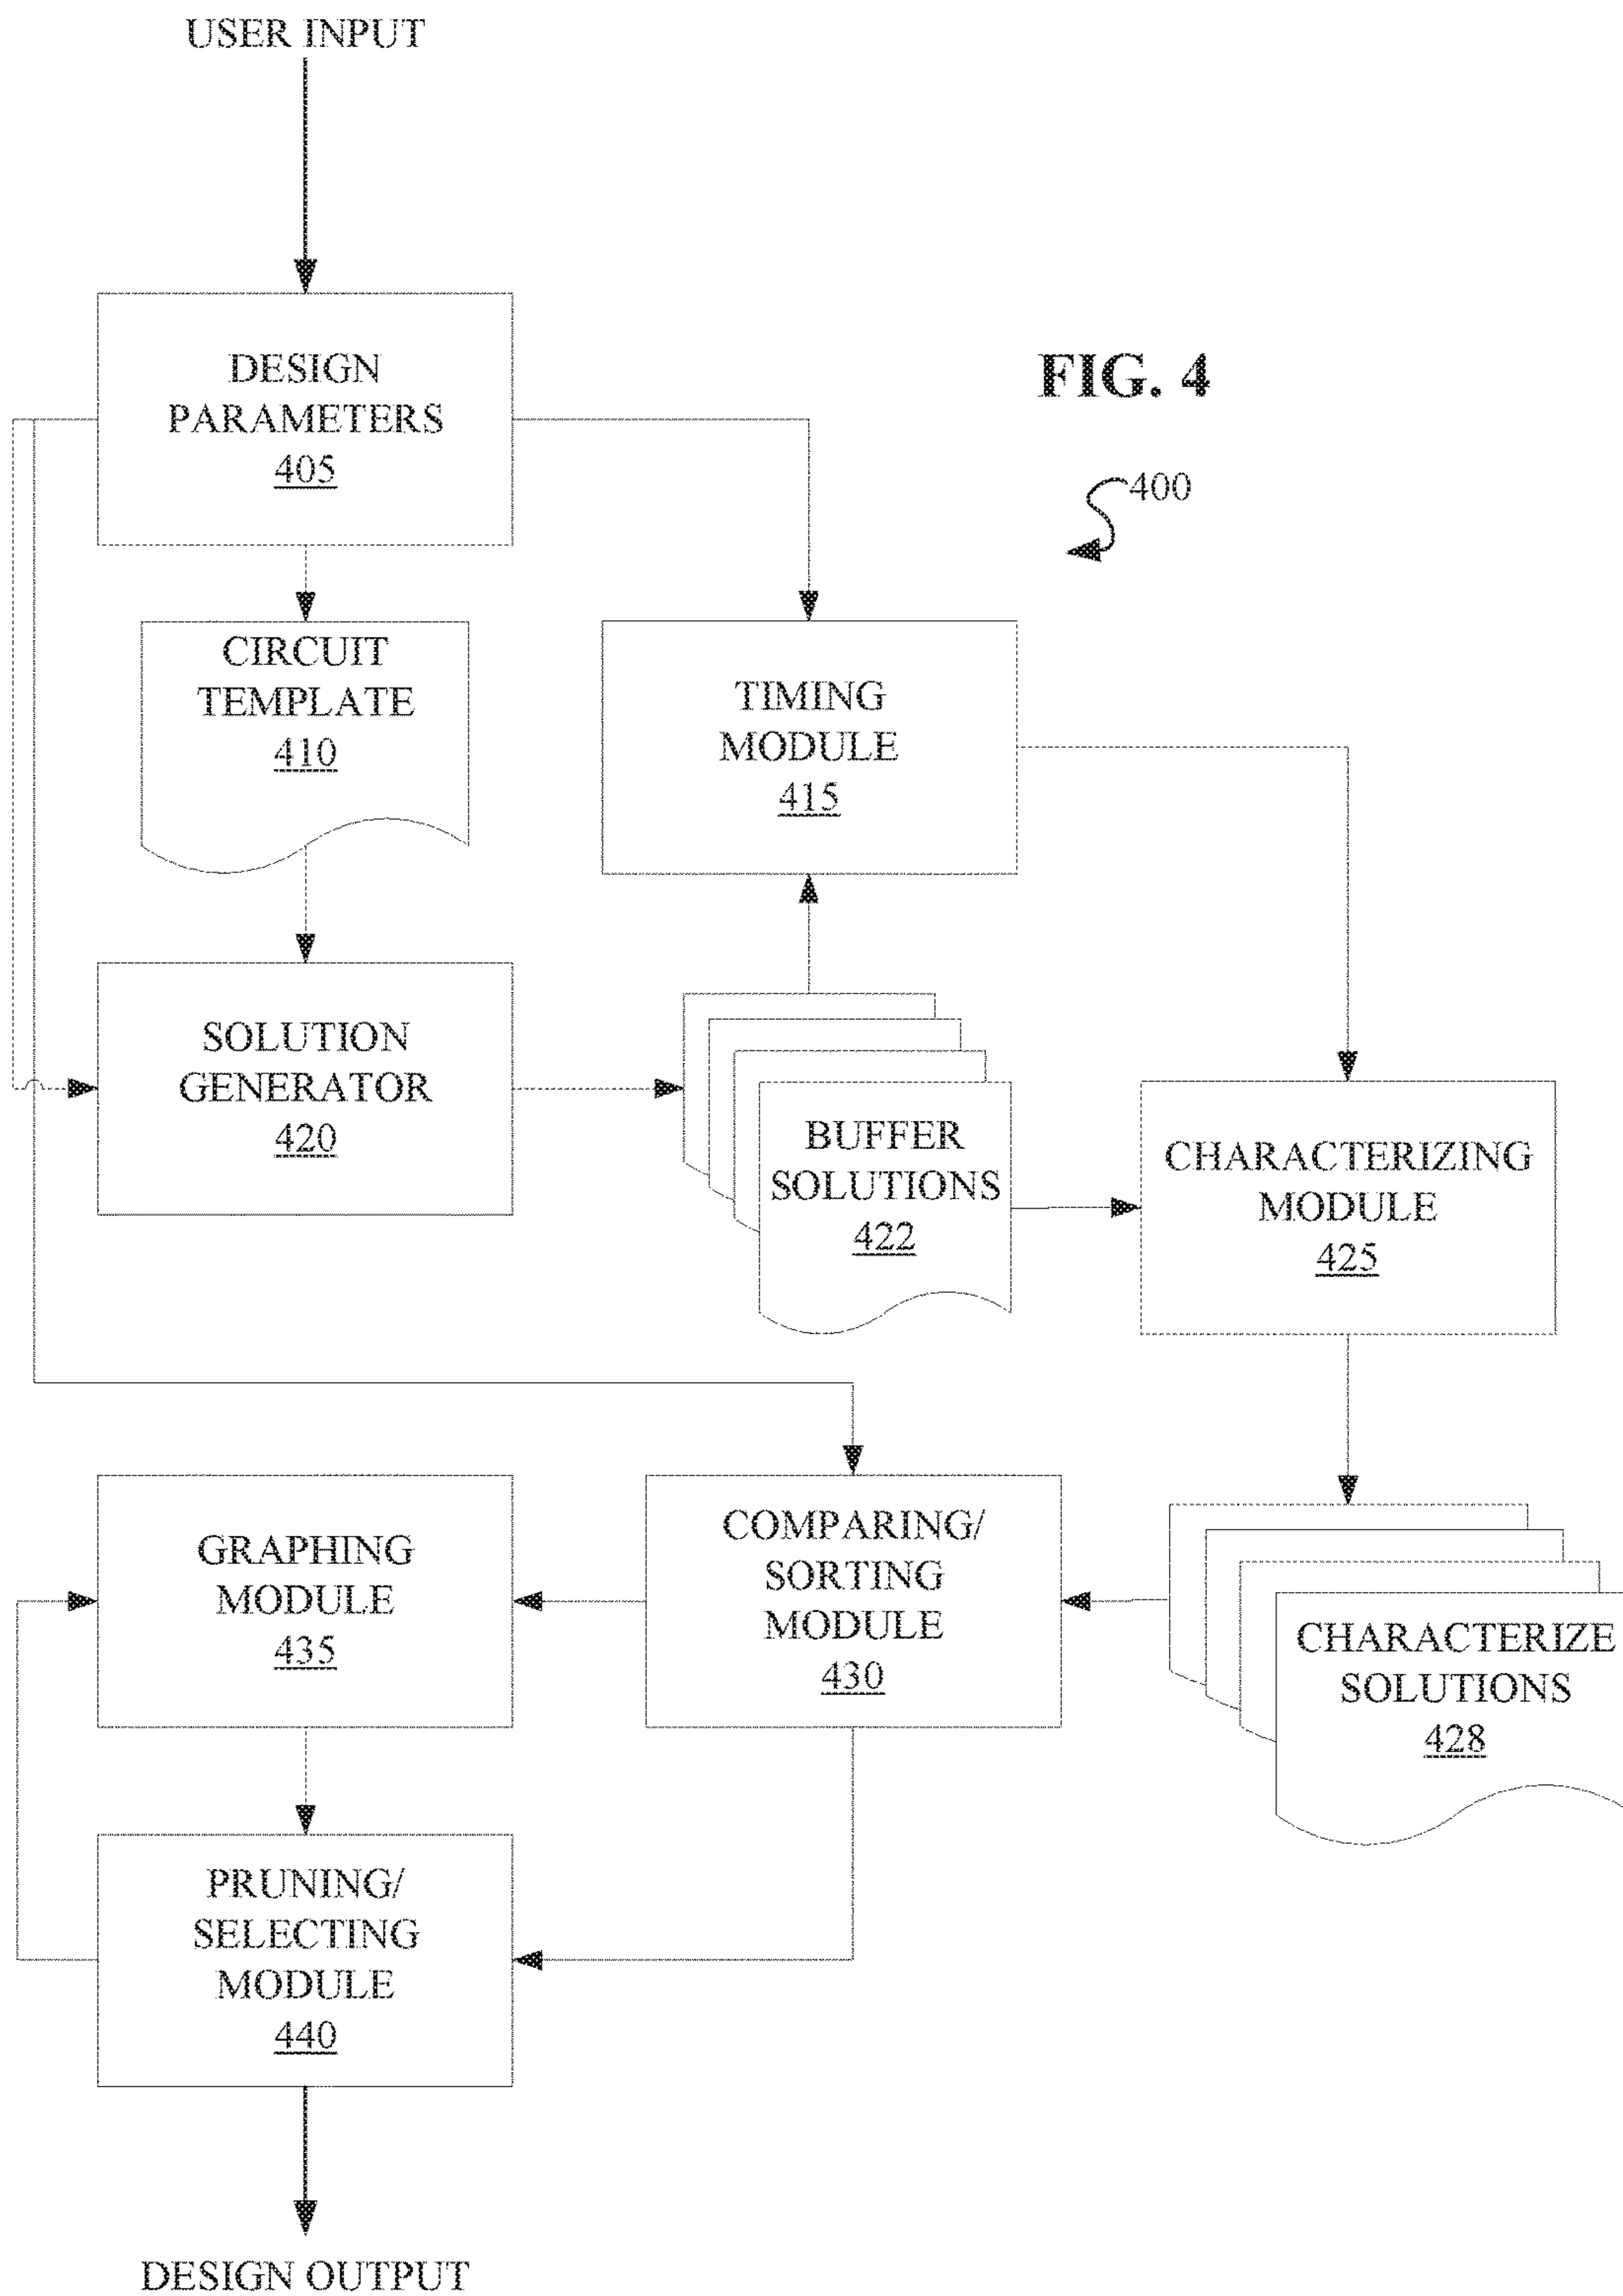 USER INPUT
DESIGN
PARAMETERS
405
FIG. 4
400
CIRCUIT
TEMPLATE
410
TIMING
MODULE
415
SOLUTION
GENERATOR
420
BUFFER
SOLUTIONS
422
CHARACTERIZING
MODULE
425
GRAPHING
MODULE
435
COMPARING/
SORTING
MODULE
430
CHARACTERIZE
SOLUTIONS
428
PRUNING/
SELECTING
MODULE
440
DESIGN OUTPUT